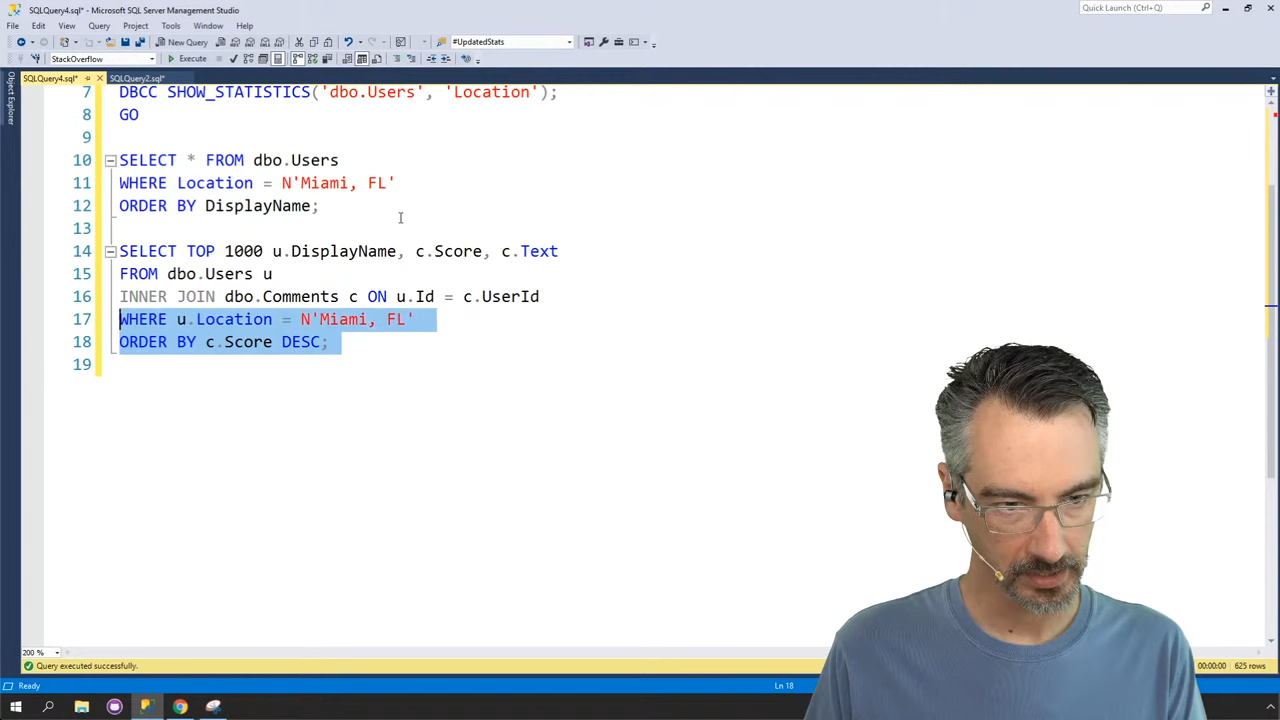 SQLQuery4.sql* - Microsoft SQL Server Management Studio
Quick Launch (Ctrl+Q)
File Edit View Query Project Tools Window Help
New Query
#UpdatedStats
StackOverflow
Execute
SQLQuery4.sql*
SQLQuery2.sql*
Object Explorer
7 DBCC SHOW_STATISTICS('dbo.Users', 'Location');
8 GO
9
10 SELECT * FROM dbo.Users
11 WHERE Location = N'Miami, FL'
12 ORDER BY DisplayName;
13
14 SELECT TOP 1000 u.DisplayName, c.Score, c.Text
15 FROM dbo.Users u
16 INNER JOIN dbo.Comments c ON u.Id = c.UserId
17 WHERE u.Location = N'Miami, FL'
18 ORDER BY c.Score DESC;
19
200 %
Query executed successfully.
00:00:00 625 rows
Ready
Ln 18